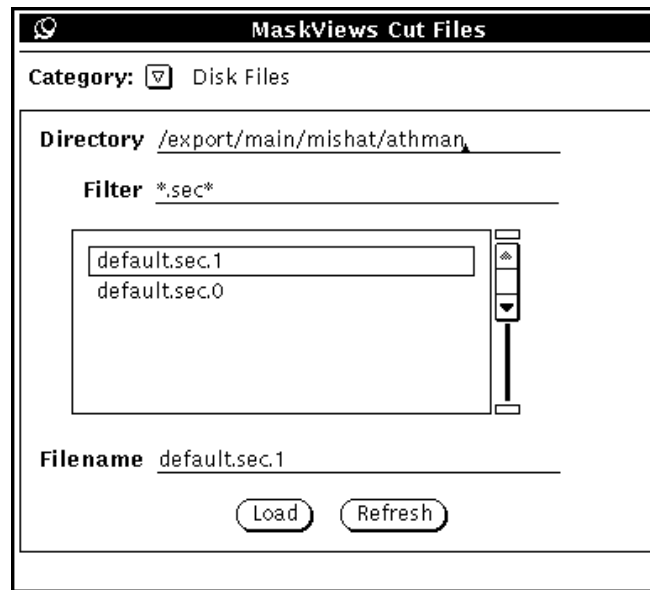 MaskViews Cut Files
Category: Disk Files
Directory /export/main/mishat/athman
Filter *.sec*
default.sec.1
default.sec.0
Filename default.sec.1
Load Refresh